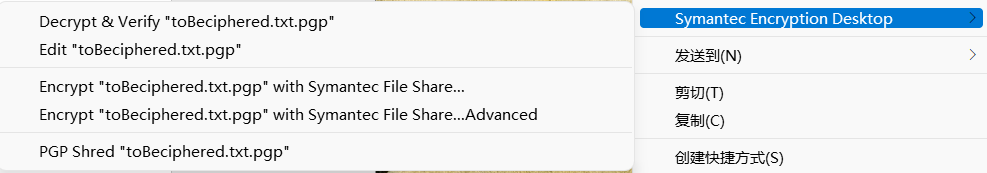 Decrypt & Verify "toBeciphered.txt.pgp"
Edit "toBeciphered.txt.pgp"
Encrypt "toBeciphered.txt.pgp" with Symantec File Share...
Encrypt "toBeciphered.txt.pgp" with Symantec File Share...Advanced
PGP Shred "toBeciphered.txt.pgp"
Symantec Encryption Desktop
发送到(N)
剪切(T)
复制(C)
创建快捷方式(S)